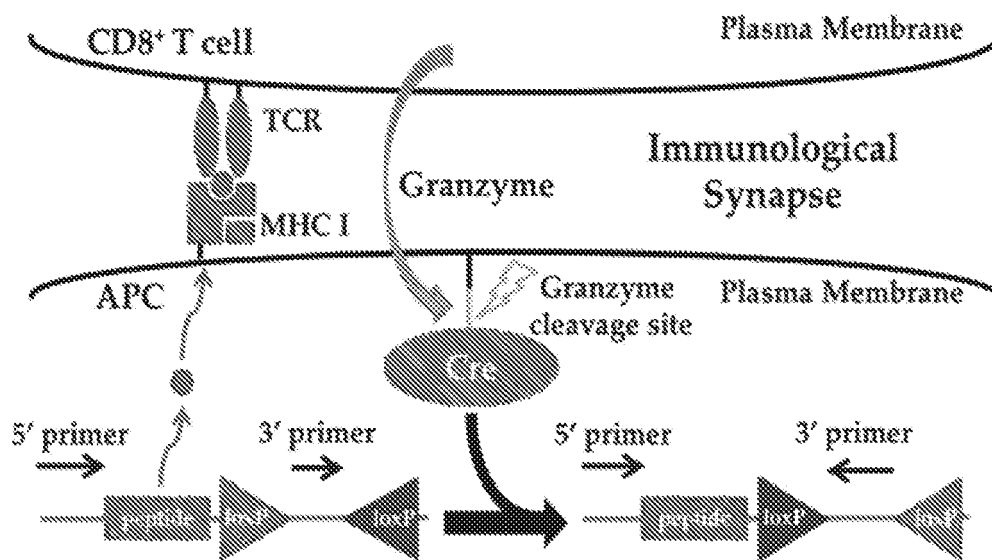 CD8+ T cell
Plasma Membrane
TCR
Immunological
Synapse
Granzyme
MHC I
APC
Granzyme
cleavage site
Plasma Membrane
Cre
5' primer
3' primer
5' primer
3' primer
peptide
loxP
loxP
peptide
loxP
loxP